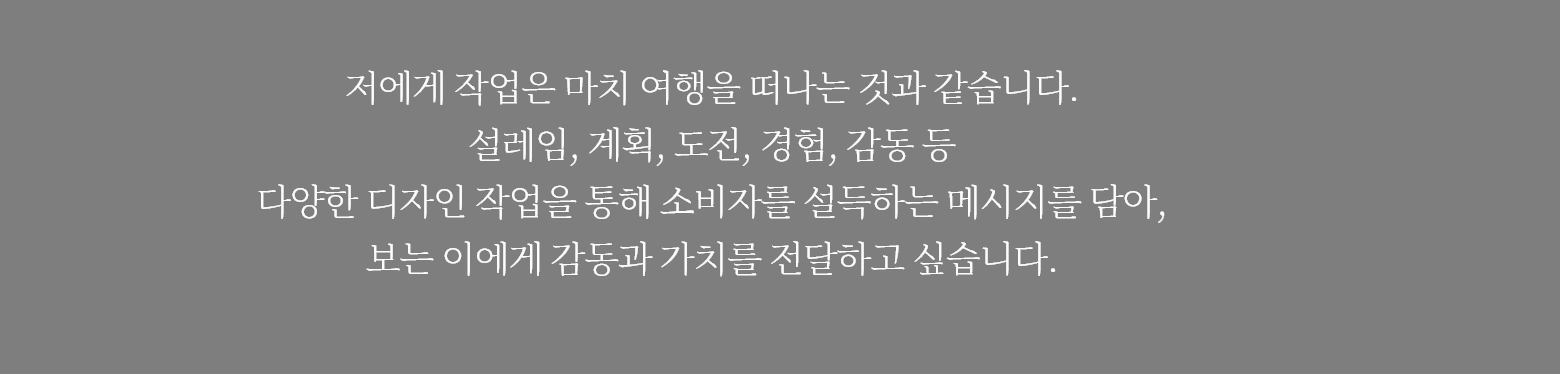 저에게 작업은 마치 여행을 떠나는 것과 같습니다.
설레임, 계획, 도전, 경험, 감동 등
다양한 디자인 작업을 통해 소비자를 설득하는 메시지를 담아,
보는 이에게 감동과 가치를 전달하고 싶습니다.